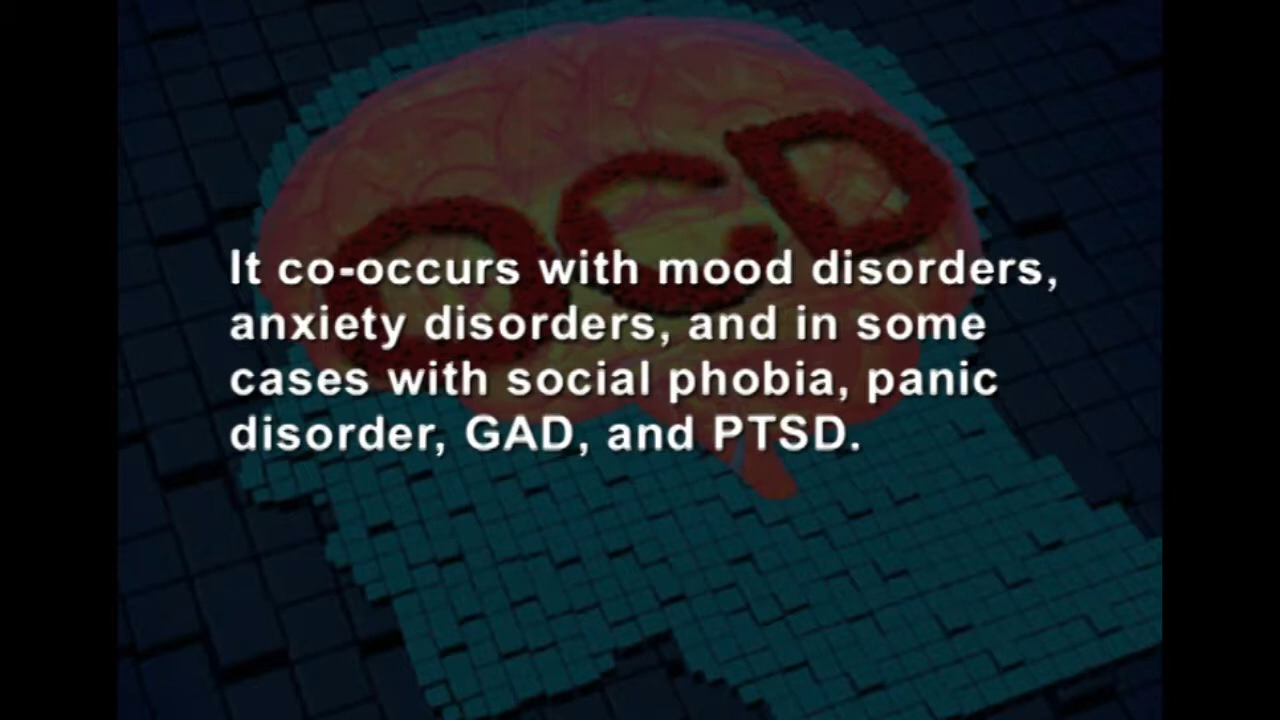 OCD
It co-occurs with mood disorders,
anxiety disorders, and in some
cases with social phobia, panic
disorder, GAD, and PTSD.